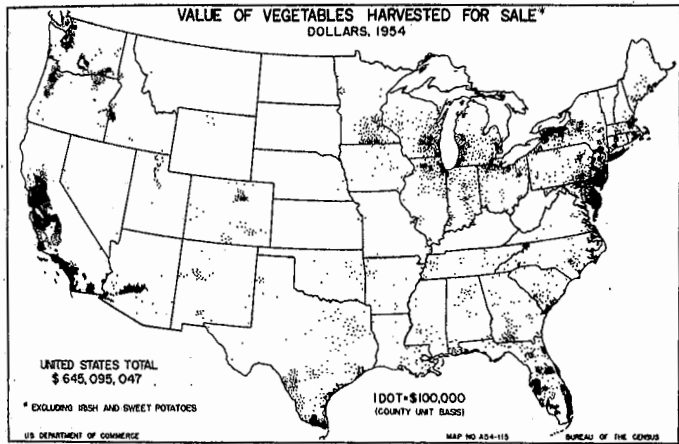 VALUE OF VEGETABLES HARVESTED FOR SALE*
DOLLARS, 1954
UNITED STATES TOTAL
$ 645,095,047
* EXCLUDING IRISH AND SWEET POTATOES
1 DOT = $100,000
(COUNTY UNIT BASIS)
US DEPARTMENT OF COMMERCE
MAP NO A54-115
BUREAU OF THE CENSUS